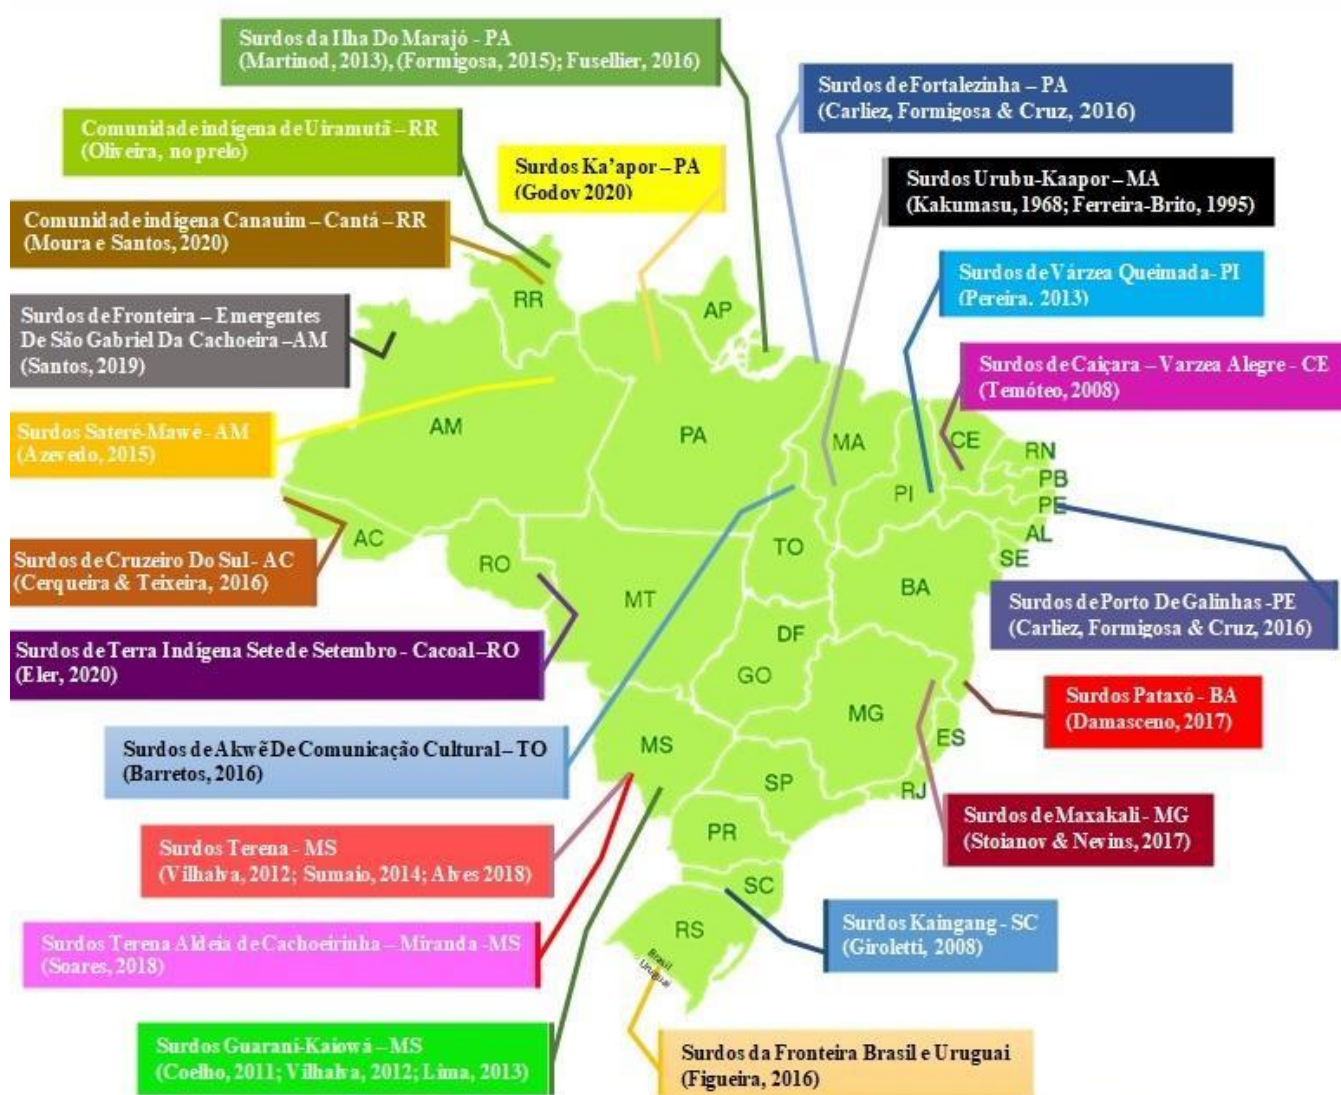 Surdos da Ilha Do Marajó - PA
(Martinod, 2013), (Formigosa, 2015); Fusellier, 2016)
Surdos de Fortalezinha – PA
(Carliez, Formigosa & Cruz, 2016)
Comunidade indígena de Uiramutã – RR
(Oliveira, no prelo)
Surdos Ka’apor – PA
(Godoy 2020)
Surdos Urubu-Kaapor – MA
(Kakumasu, 1968; Ferreira-Brito, 1995)
Comunidade indígena Canauim – Cantá – RR
(Moura e Santos, 2020)
Surdos de Várzea Queimada- PI
(Pereira. 2013)
Surdos de Fronteira – Emergentes
De São Gabriel Da Cachoeira –AM
(Santos, 2019)
Surdos de Caiçara – Varzea Alegre - CE
(Temóteo, 2008)
Surdos Sateré-Mawé - AM
(Azevedo, 2015)
RR
AP
AM
PA
MA
CE
RN
PB
PI
PE
AL
SE
AC
RO
TO
BA
MT
DF
GO
MG
ES
MS
SP
RJ
PR
SC
RS
Brasil
Uruguai
Surdos de Cruzeiro Do Sul- AC
(Cerqueira & Teixeira, 2016)
Surdos de Porto De Galinhas -PE
(Carliez, Formigosa & Cruz, 2016)
Surdos de Terra Indígena Sete de Setembro - Cacoal–RO
(Eler, 2020)
Surdos Pataxó - BA
(Damasceno, 2017)
Surdos de Akwẽ De Comunicação Cultural – TO
(Barretos, 2016)
Surdos de Maxakali - MG
(Stoianov & Nevins, 2017)
Surdos Terena - MS
(Vilhalva, 2012; Sumaio, 2014; Alves 2018)
Surdos Kaingang - SC
(Giroletti, 2008)
Surdos Terena Aldeia de Cachoeirinha – Miranda -MS
(Soares, 2018)
Surdos Guarani-Kaiowá – MS
(Coelho, 2011; Vilhalva, 2012; Lima, 2013)
Surdos da Fronteira Brasil e Uruguai
(Figueira, 2016)